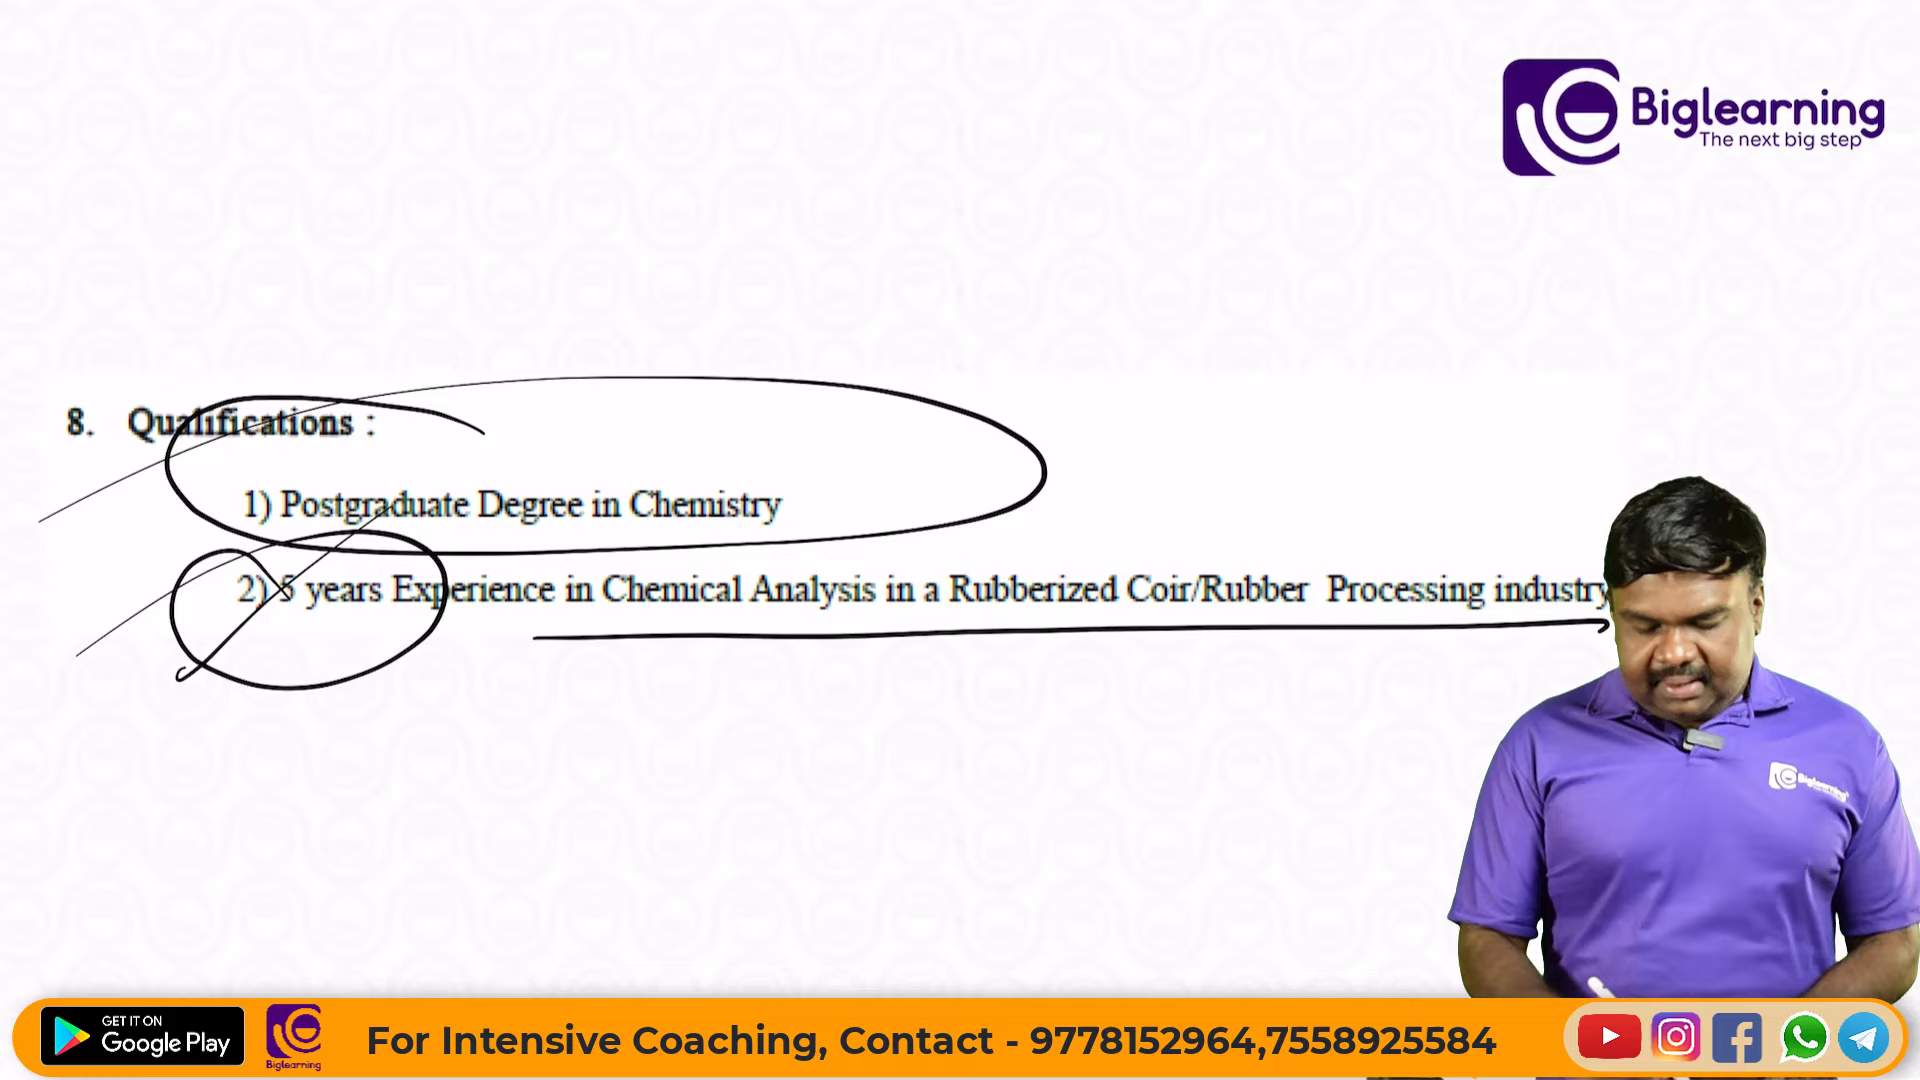 Biglearning
The next big step
8. Qualifications :
1) Postgraduate Degree in Chemistry
2) 5 years Experience in Chemical Analysis in a Rubberized Coir/Rubber Processing industry
Biglearning
GET IT ON
Google Play
Biglearning
For Intensive Coaching, Contact - 9778152964,7558925584